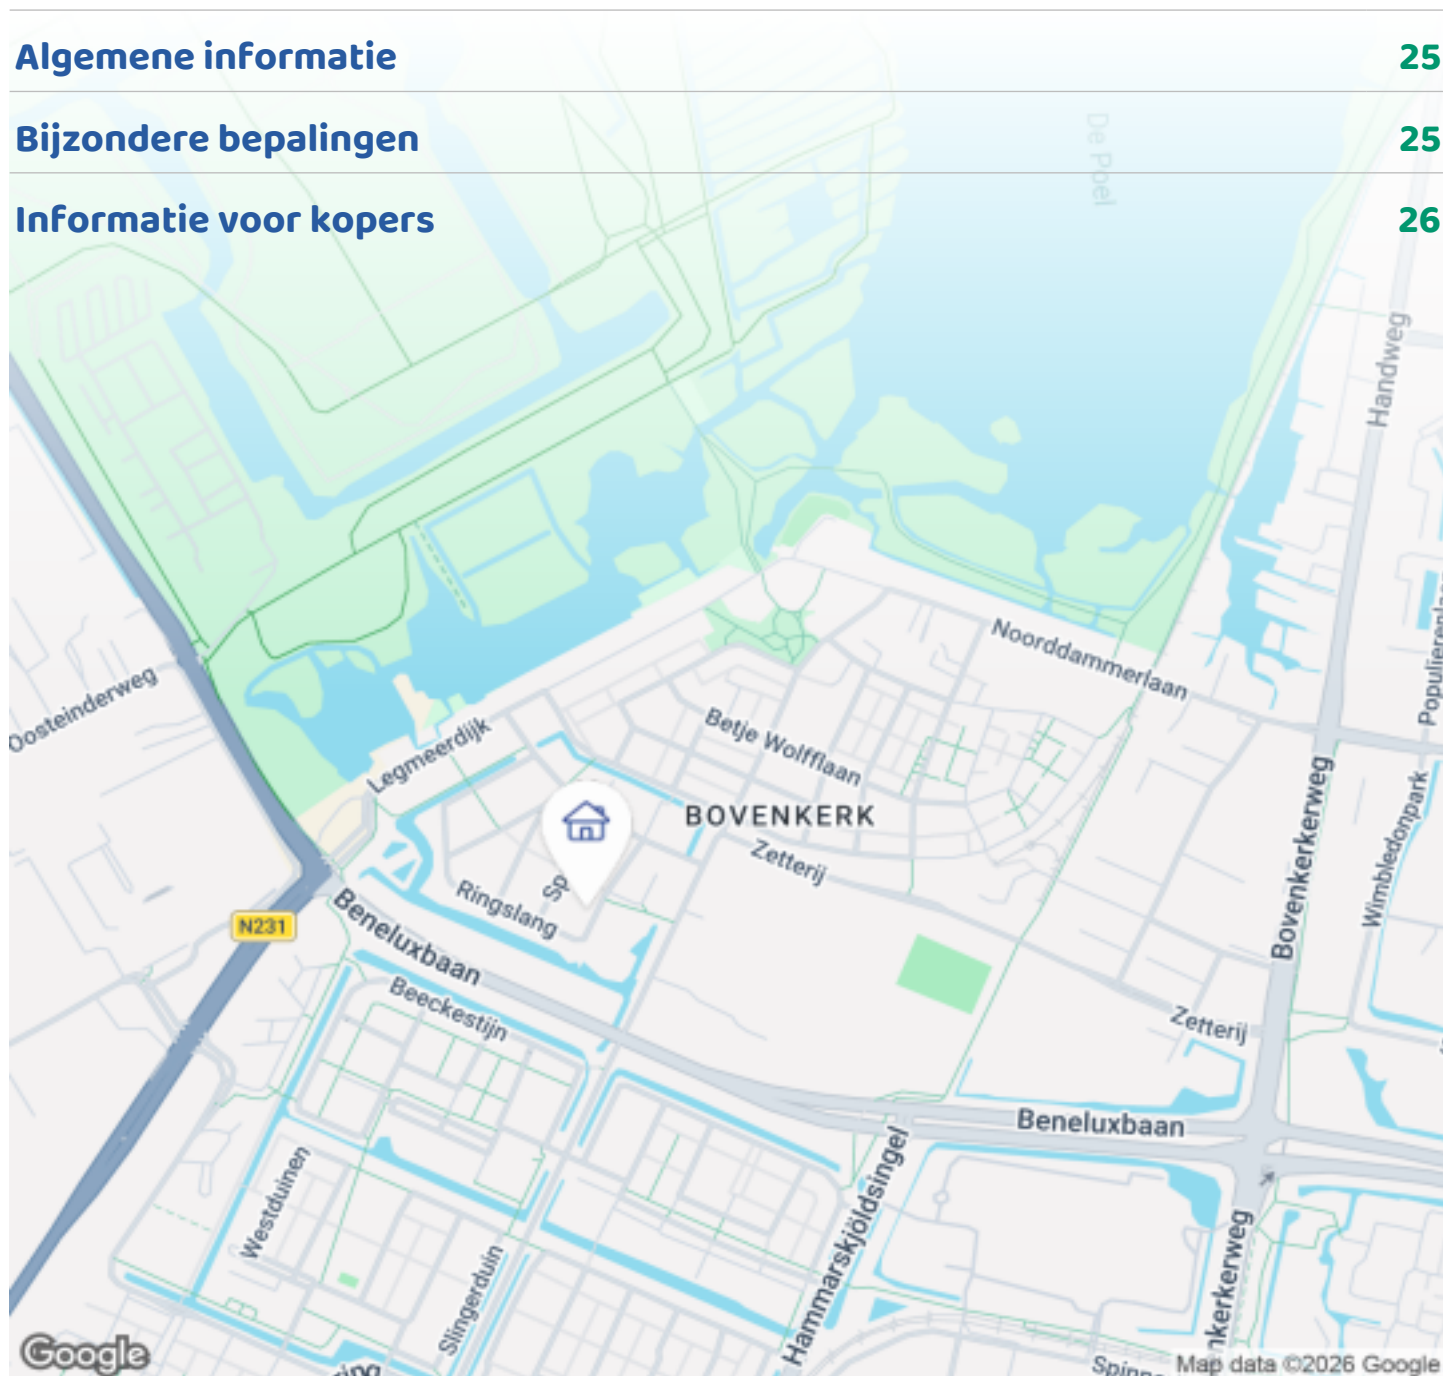 Algemene informatie 25
Bijzondere bepalingen 25
Informatie voor kopers 26
De Poel
Handweg
Noorddammerlaan
Oosteinderweg
Legmeerdijk
Betje Wolfflaan
BOVENKERK
Zetterij
Bovenkerkerweg
Wimbledonpark
Ringslang
N231
Beneluxbaan
Beeckestijn
Zetterij
Beneluxbaan
Westduinen
Slingerduin
Hammarskjöldsingel
Google
Map data ©2026 Google